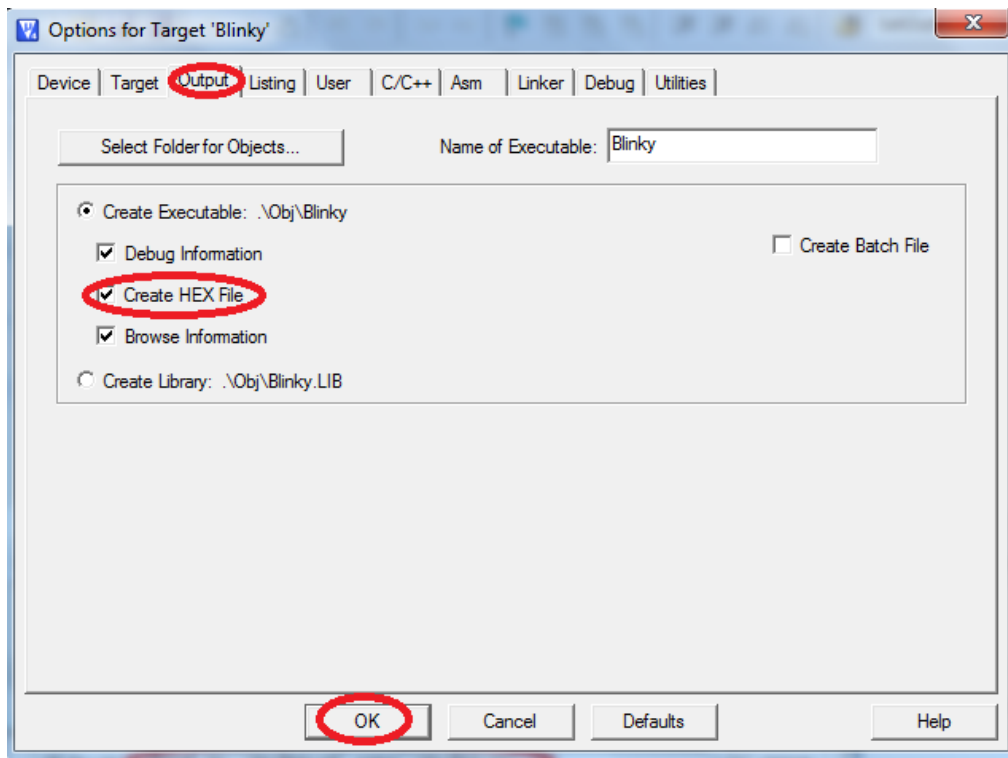 Options for Target 'Blinky'
Device Target Output Listing User C/C++ Asm Linker Debug Utilities
Select Folder for Objects... Name of Executable: Blinky
Create Executable: .\Obj\Blinky
Debug Information Create Batch File
Create HEX File
Browse Information
Create Library: .\Obj\Blinky.LIB
OK Cancel Defaults Help